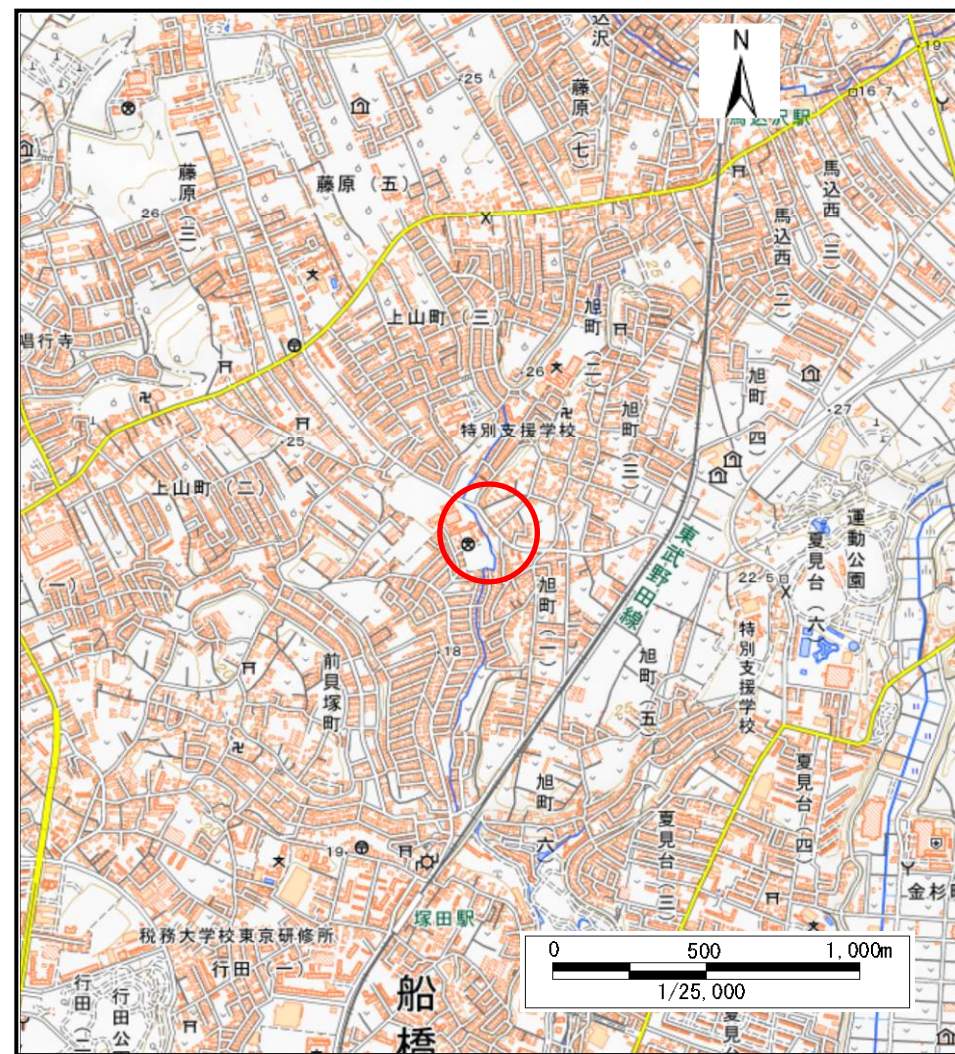 込沢
19
25
藤原（七）
N
16.7
馬込沢駅
藤原（三）
藤原（五）
26
25
25
馬込西（三）
馬込西（二）
上山町（三）
旭町（二）
唱行寺
26
旭町（四）
27
特別支援学校
旭町（三）
25
上山町（二）
運動公園
夏見台（六）
東武野田線
22.5
（一）
旭町（一）
18
前貝塚町
旭町（五）
特別支援学校
25
旭町（六）
夏見台（四）
夏見台（三）
20
19
金杉町
塚田駅
税務大学校東京研修所
行田（一）
0 500 1,000m
1/25,000
行田（二）
行田公
船橋
夏見